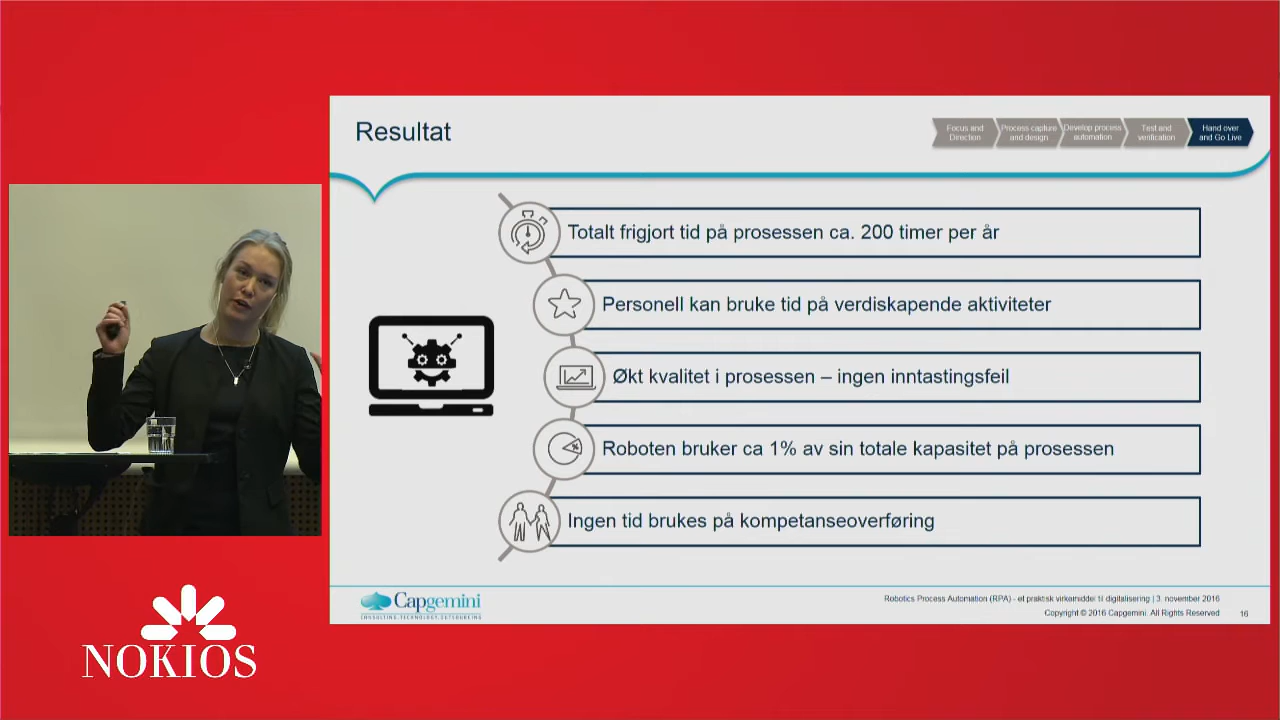 Resultat
Focus and
Direction
Process capture
and design
Develop process
automation
Test and
verification
Hand over
and Go Live
Totalt frigjort tid på prosessen ca. 200 timer per år
Personell kan bruke tid på verdiskapende aktiviteter
Økt kvalitet i prosessen – ingen inntastingsfeil
Roboten bruker ca 1% av sin totale kapasitet på prosessen
Ingen tid brukes på kompetanseoverføring
Capgemini
CONSULTING.TECHNOLOGY.OUTSOURCING
Robotics Process Automation (RPA) - et praktisk virkemiddel til digitalisering | 3. november 2016
Copyright © 2016 Capgemini. All Rights Reserved
16
NOKIOS